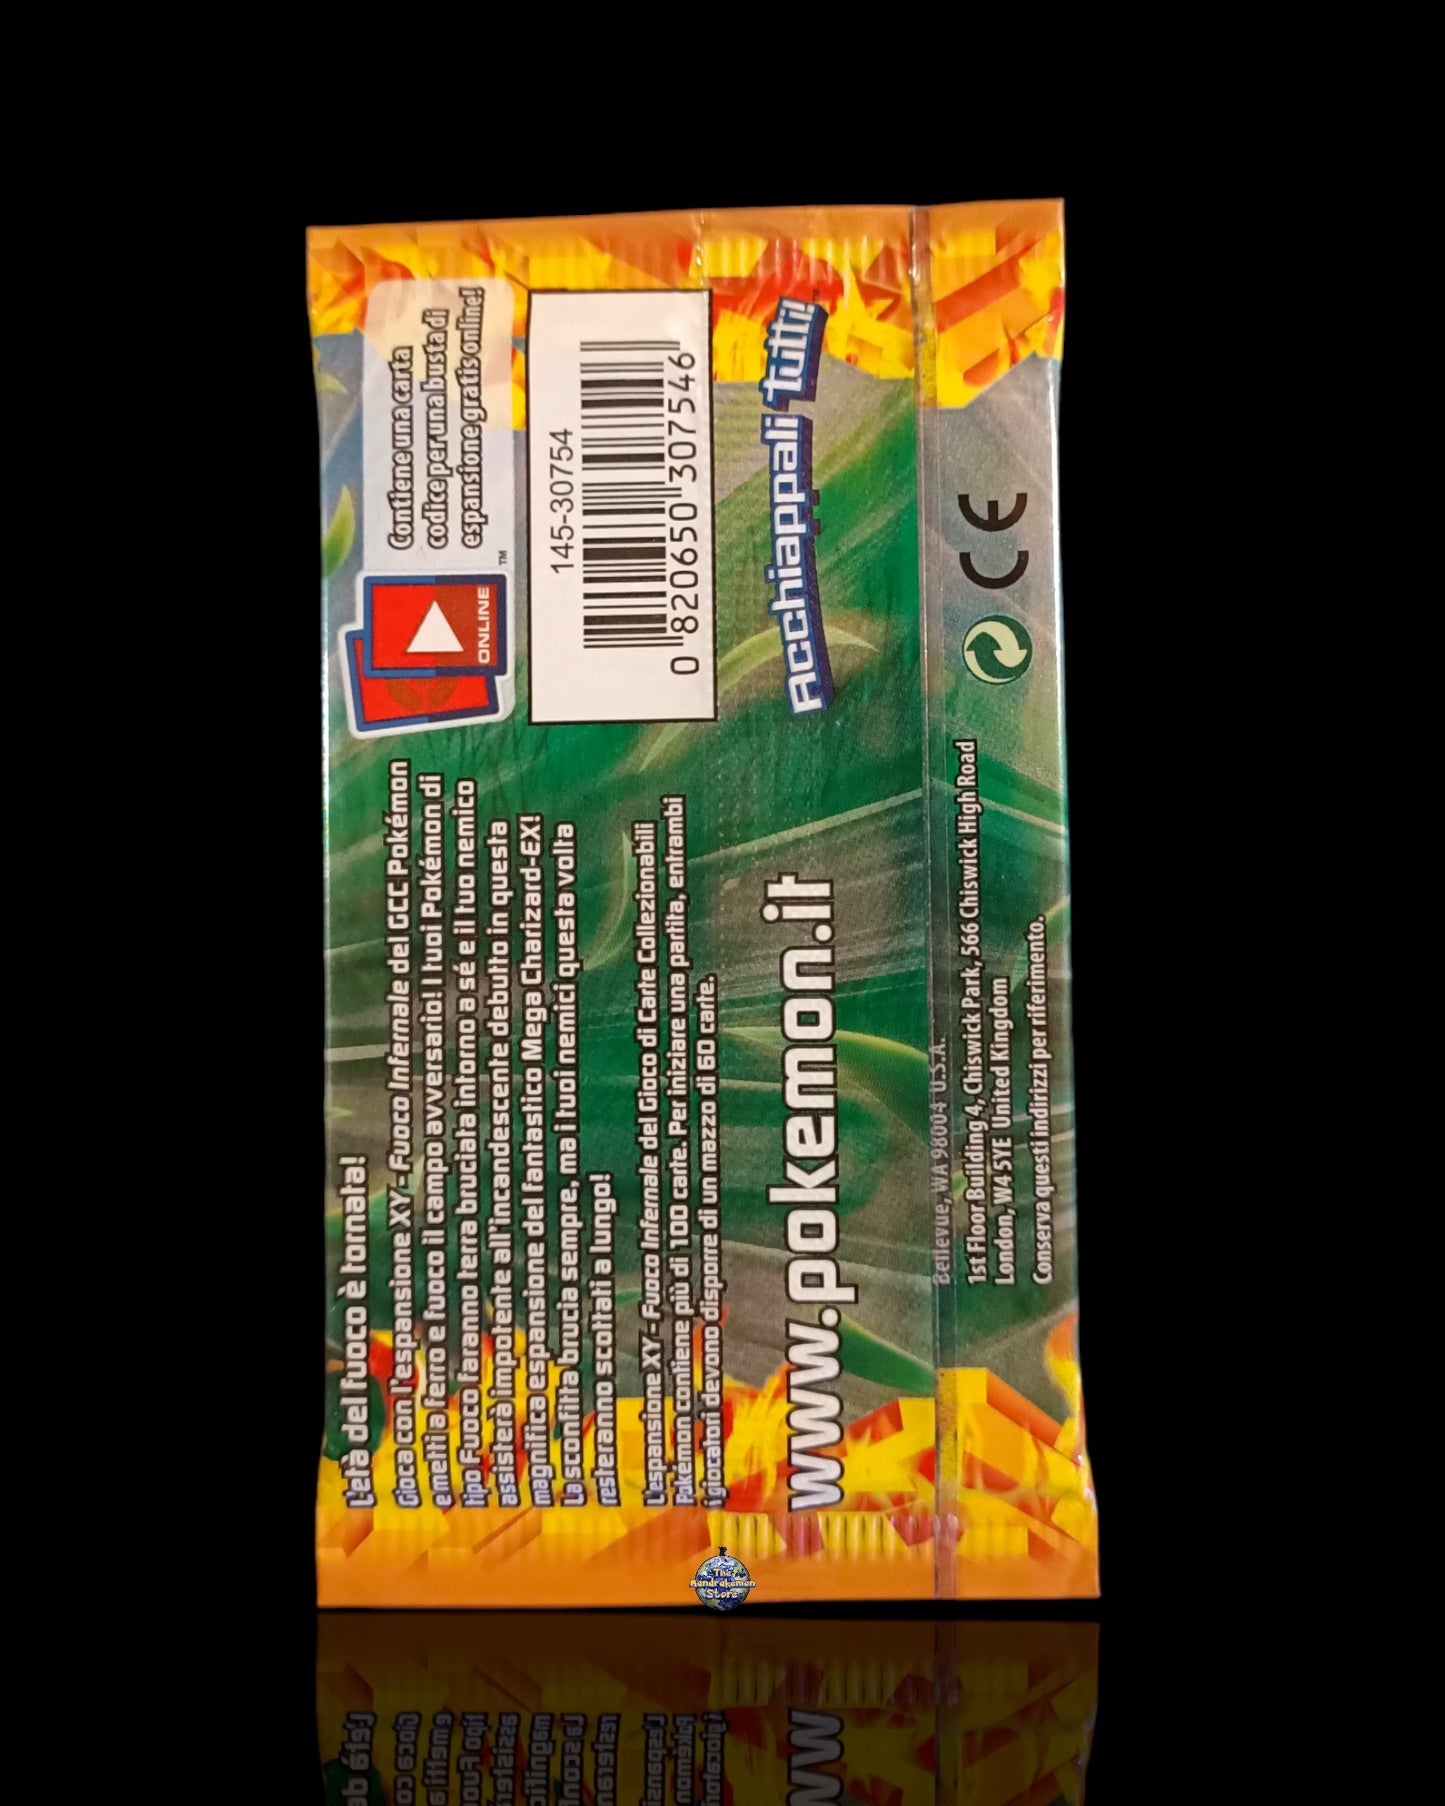 L'età del fuoco è tornata!
Gioca con l'espansione XY - Fuoco Infernale del GCC Pokémon
e metti a ferro e fuoco il campo avversario! I tuoi Pokémon di
tipo Fuoco faranno terra bruciata intorno a sé e il tuo nemico
assisterà impotente all'incandescente debutto in questa
magnifica espansione del fantastico Mega Charizard-EX!
La sconfitta brucia sempre, ma i tuoi nemici questa volta
resteranno scottati a lungo!
L'espansione XY - Fuoco Infernale del Gioco di Carte Collezionabili
Pokémon contiene più di 100 carte. Per iniziare una partita, entrambi
i giocatori devono disporre di un mazzo di 60 carte.
www.pokemon.it
Bellevue, WA 98004 U.S.A.
1st Floor Building 4, Chiswick Park, 566 Chiswick High Road
London, W4 5YE United Kingdom
Conserva questi indirizzi per riferimento.
ONLINE
TM
Contiene una carta
codice per una busta di
espansione gratis online!
145-30754
0 820650 307546
Acchiappali tutti!
TM
CE
The
Mandrakemon
Store